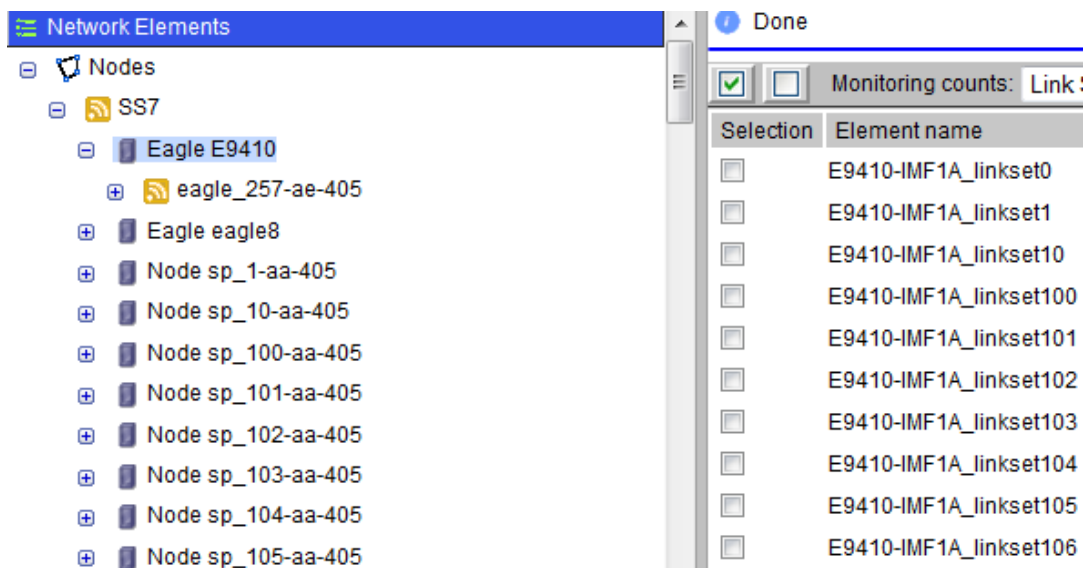 Network Elements
Nodes
SS7
Eagle E9410
eagle_257-ae-405
Eagle eagle8
Node sp_1-aa-405
Node sp_10-aa-405
Node sp_100-aa-405
Node sp_101-aa-405
Node sp_102-aa-405
Node sp_103-aa-405
Node sp_104-aa-405
Node sp_105-aa-405
Done
Monitoring counts: Link
Selection Element name
E9410-IMF1A_linkset0
E9410-IMF1A_linkset1
E9410-IMF1A_linkset10
E9410-IMF1A_linkset100
E9410-IMF1A_linkset101
E9410-IMF1A_linkset102
E9410-IMF1A_linkset103
E9410-IMF1A_linkset104
E9410-IMF1A_linkset105
E9410-IMF1A_linkset106